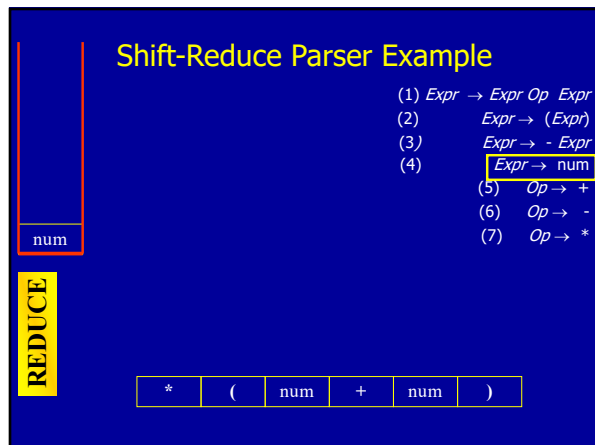 Shift-Reduce Parser Example
(1) Expr → Expr Op Expr
(2) Expr → (Expr)
(3) Expr → - Expr
(4) Expr → num
(5) Op → +
(6) Op → -
(7) Op → *
num
REDUCE
* ( num + num )